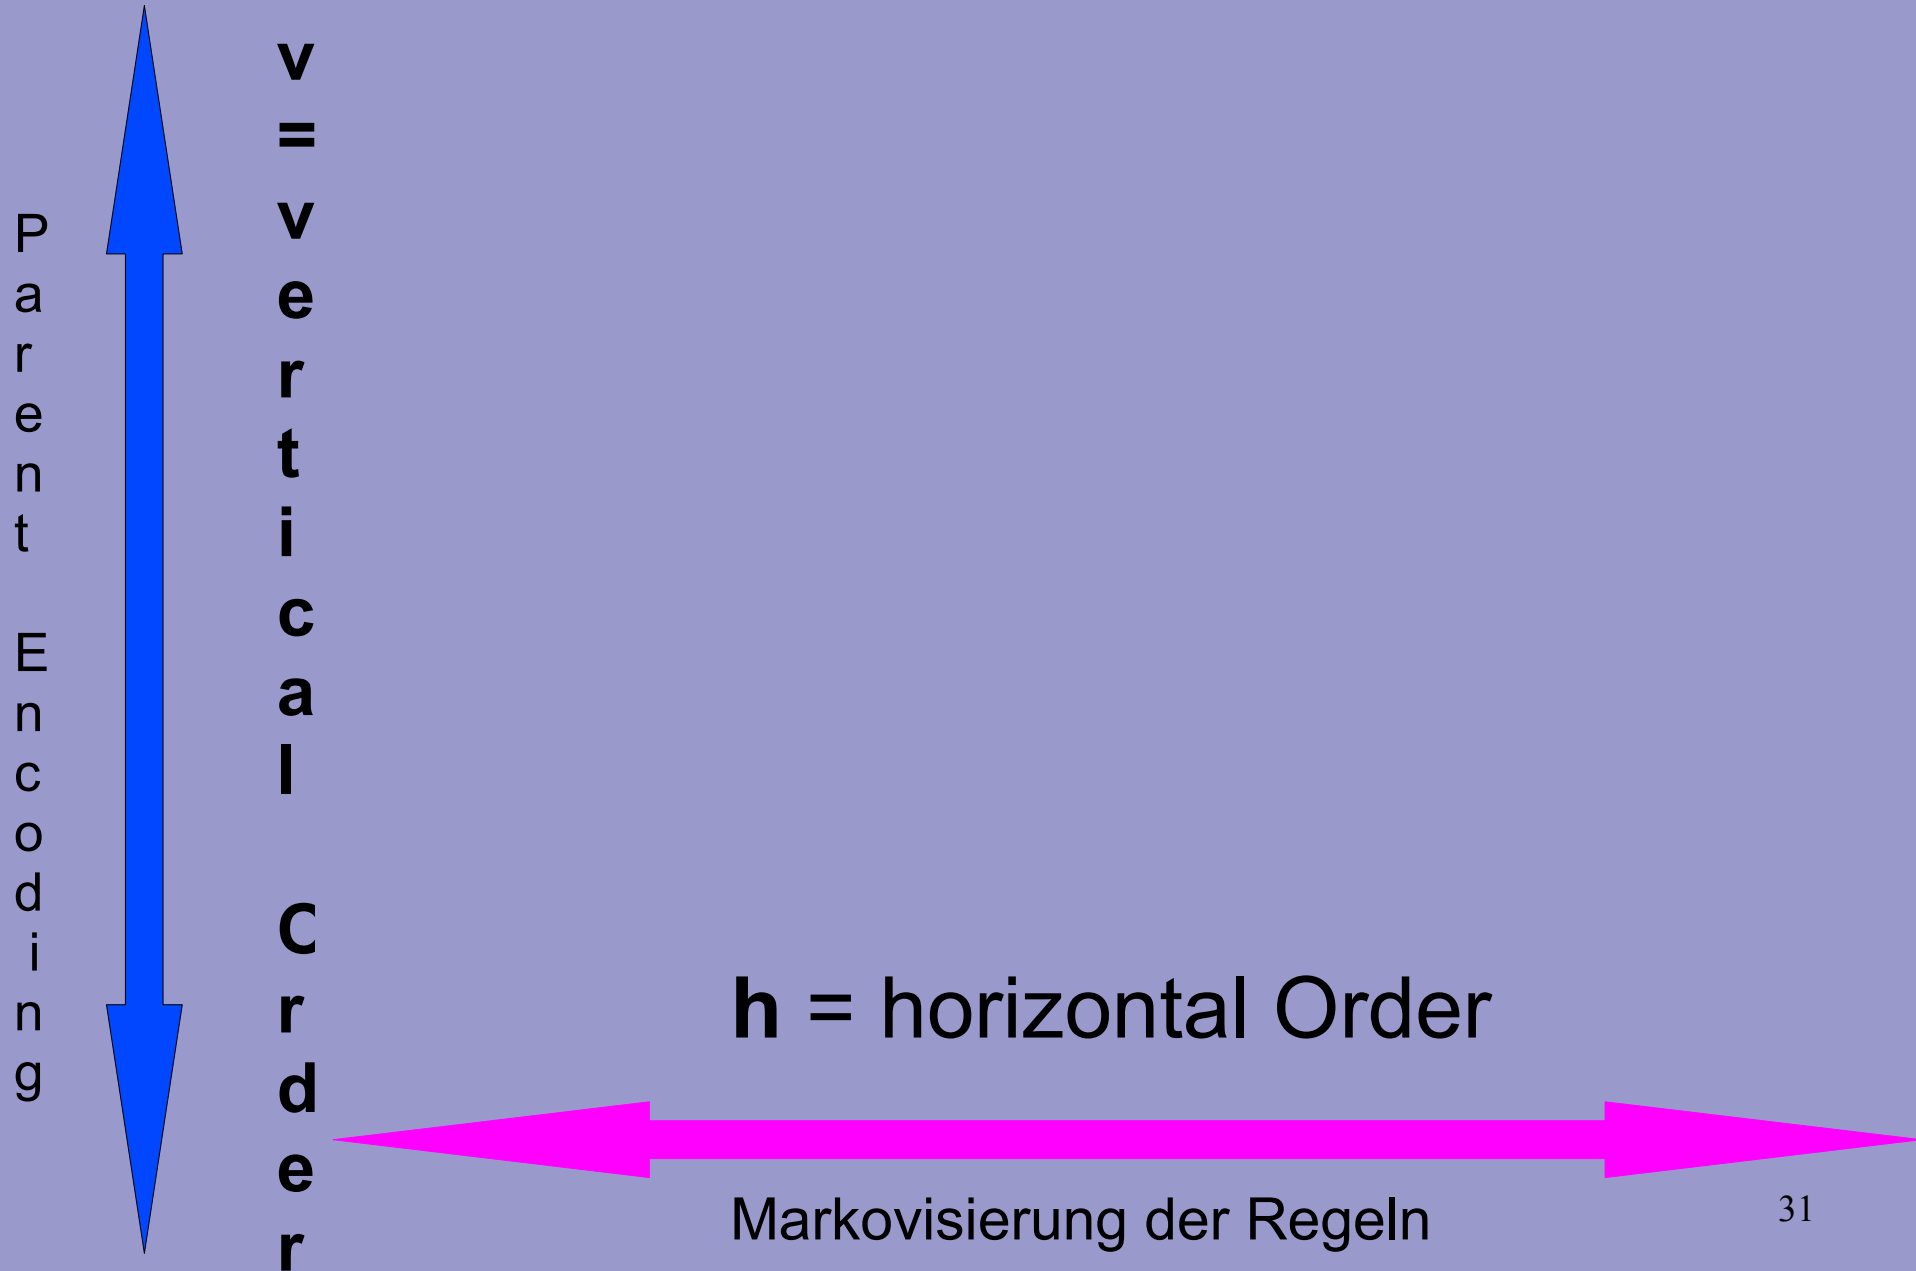 Parent Encoding
v = vertical Order
h = horizontal Order
Markovisierung der Regeln
31